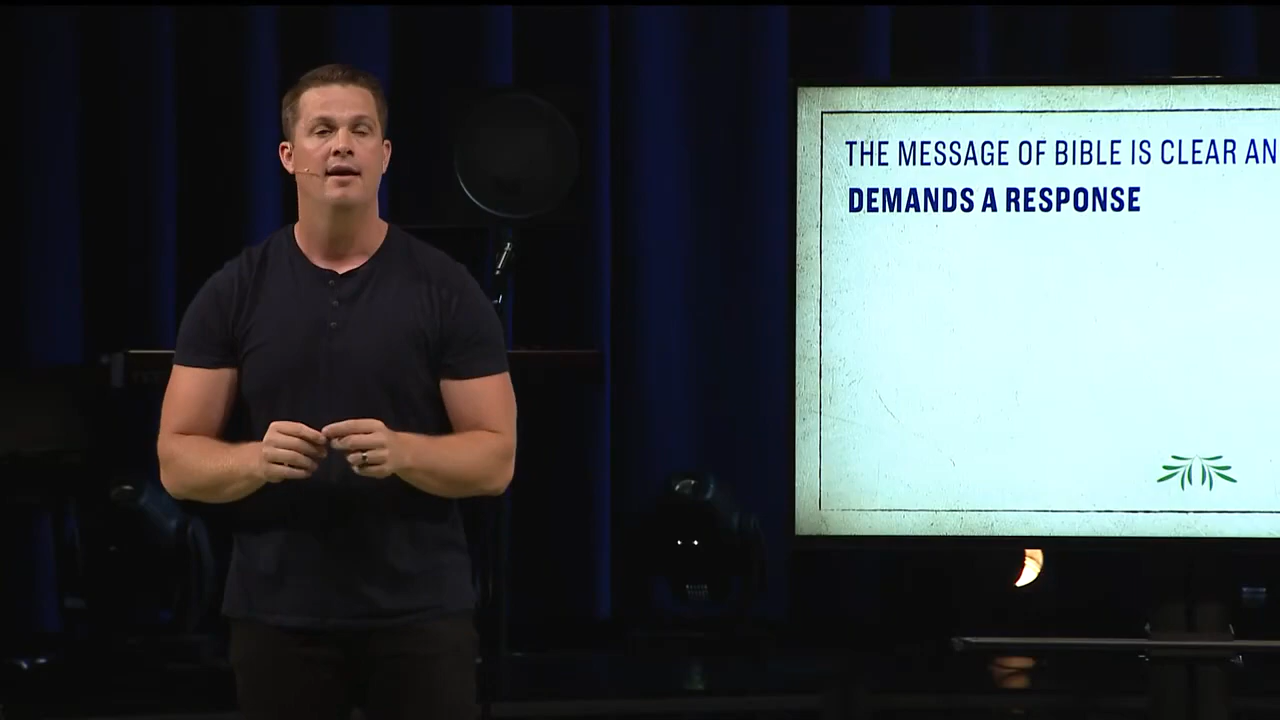 THE MESSAGE OF BIBLE IS CLEAR AN
DEMANDS A RESPONSE